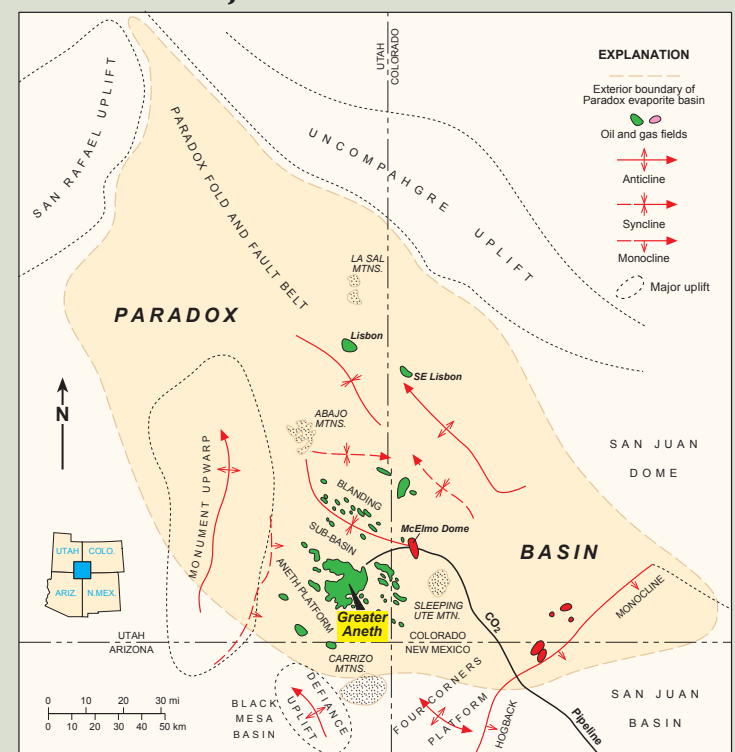 UTAH
COLORADO
EXPLANATION
Exterior boundary of
Paradox evaporite basin
Oil and gas fields
Anticline
Syncline
Monocline
Major uplift
SAN RAFAEL UPLIFT
PARADOX FOLD AND FAULT BELT
UNCOMPAHGRE UPLIFT
LA SAL
MTNS.
PARADOX
Lisbon
SE Lisbon
N
ABAJO
MTNS.
SAN JUAN
DOME
MONUMENT UPWARP
BLANDING
SUB-BASIN
McElmo Dome
BASIN
UTAH
COLO.
ARIZ.
N.MEX.
ANETH PLATFORM
SLEEPING
UTE MTN.
CO2
MONOCLINE
Greater
Aneth
UTAH
ARIZONA
COLORADO
NEW MEXICO
CARRIZO
MTNS.
DEFIANCE
UPLIFT
BLACK
MESA
BASIN
FOUR CORNERS
PLATFORM
HOGBACK
Pipeline
SAN JUAN
BASIN
0 10 20 30 mi
0 10 20 30 40 50 km